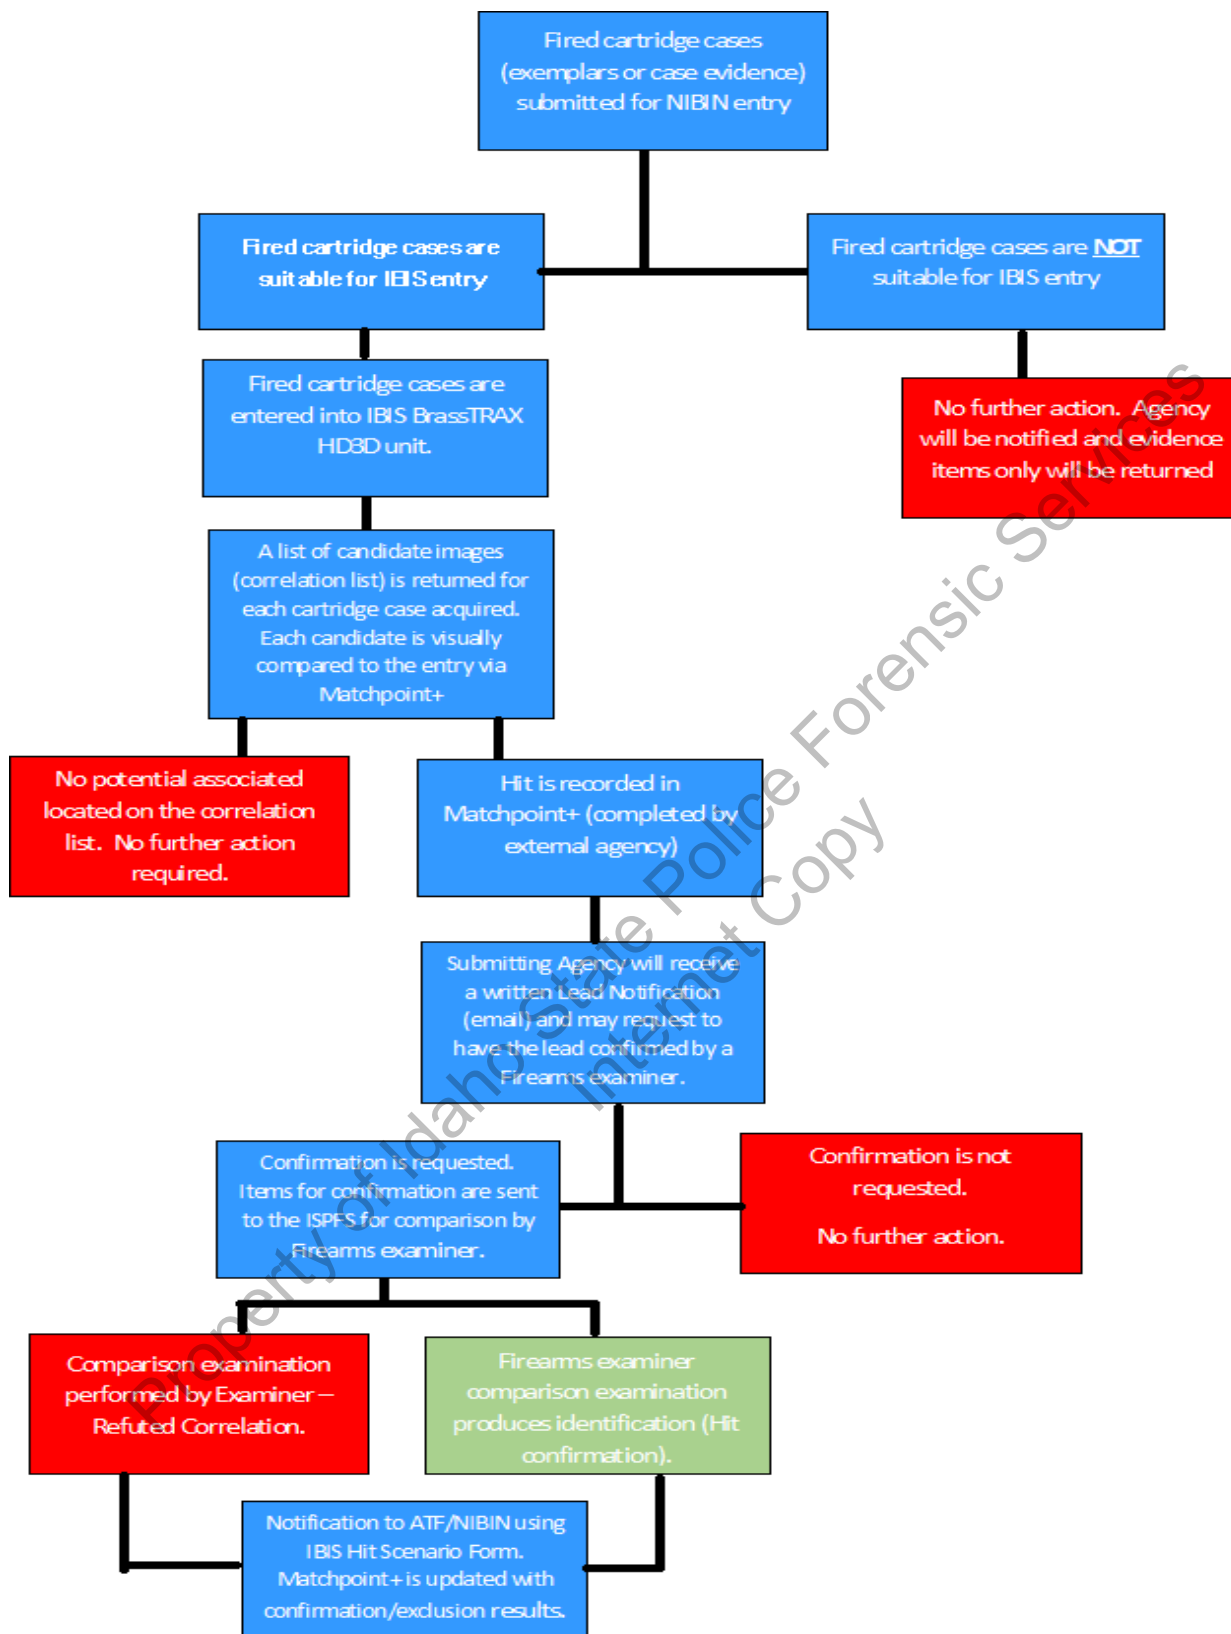 Fired cartridge cases
(exemplars or case evidence)
submitted for NIBIN entry
Fired cartridge cases are
suitable for IBIS entry
Fired cartridge cases are NOT
suitable for IBIS entry
Fired cartridge cases are
entered into IBIS BrassTRAX
HD3D unit.
No further action. Agency
will be notified and evidence
items only will be returned
A list of candidate images
(correlation list) is returned for
each cartridge case acquired.
Each candidate is visually
compared to the entry via
Matchpoint+
No potential associated
located on the correlation
list. No further action
required.
Hit is recorded in
Matchpoint+ (completed by
external agency)
Submitting Agency will receive
a written Lead Notification
(email) and may request to
have the lead confirmed by a
Firearms examiner.
Confirmation is requested.
Items for confirmation are sent
to the ISPFS for comparison by
Firearms examiner.
Confirmation is not
requested.
No further action.
Comparison examination
performed by Examiner –
Refuted Correlation.
Firearms examiner
comparison examination
produces identification (Hit
confirmation).
Notification to ATF/NIBIN using
IBIS Hit Scenario Form.
Matchpoint+ is updated with
confirmation/exclusion results.
Property of Idaho State Police Forensic Services
Internet Copy